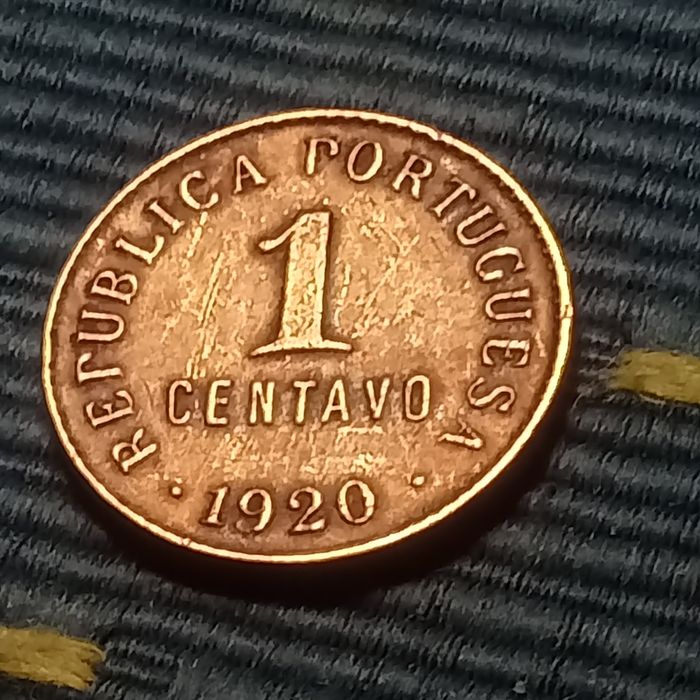 REPUBLICA PORTUGUESA
1
CENTAVO
· 1920 ·